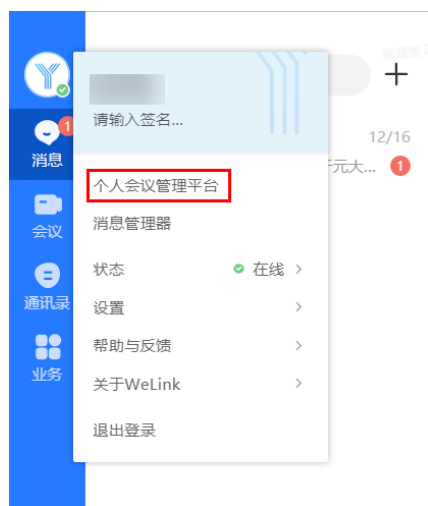 请输入签名...
12/16
元大...
1
1
消息
个人会议管理平台
消息管理器
会议
状态
在线
通讯录
设置
帮助与反馈
业务
关于WeLink
退出登录